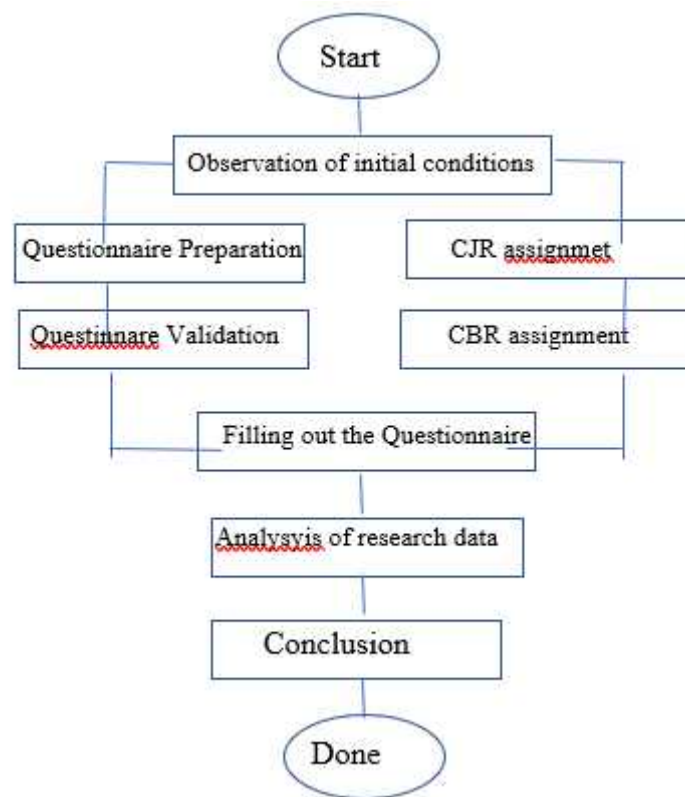 Start
Observation of initial conditions
Questionnaire Preparation
CJR assignmet
Questinnare Validation
CBR assignment
Filling out the Questionnaire
Analysyis of research data
Conclusion
Done